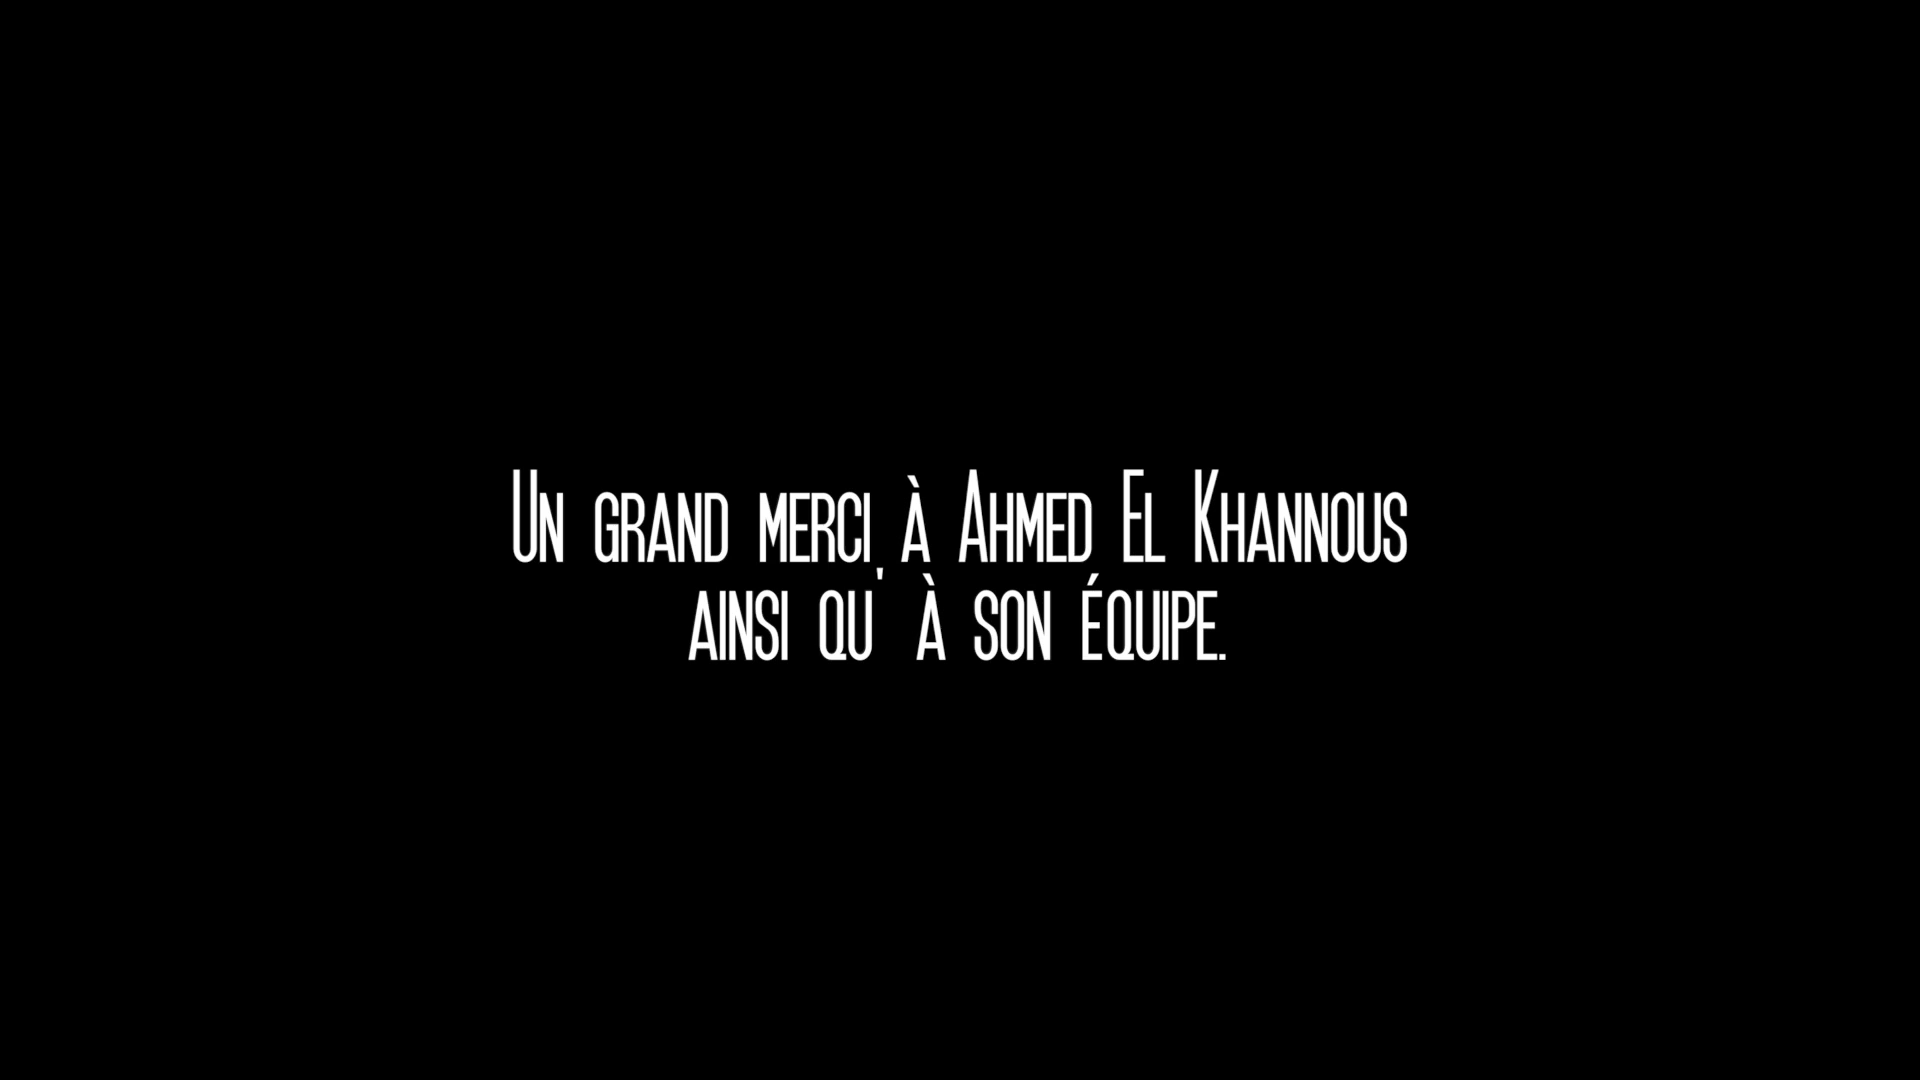 Un grand merci à Ahmed El Khannous
ainsi qu' à son équipe.